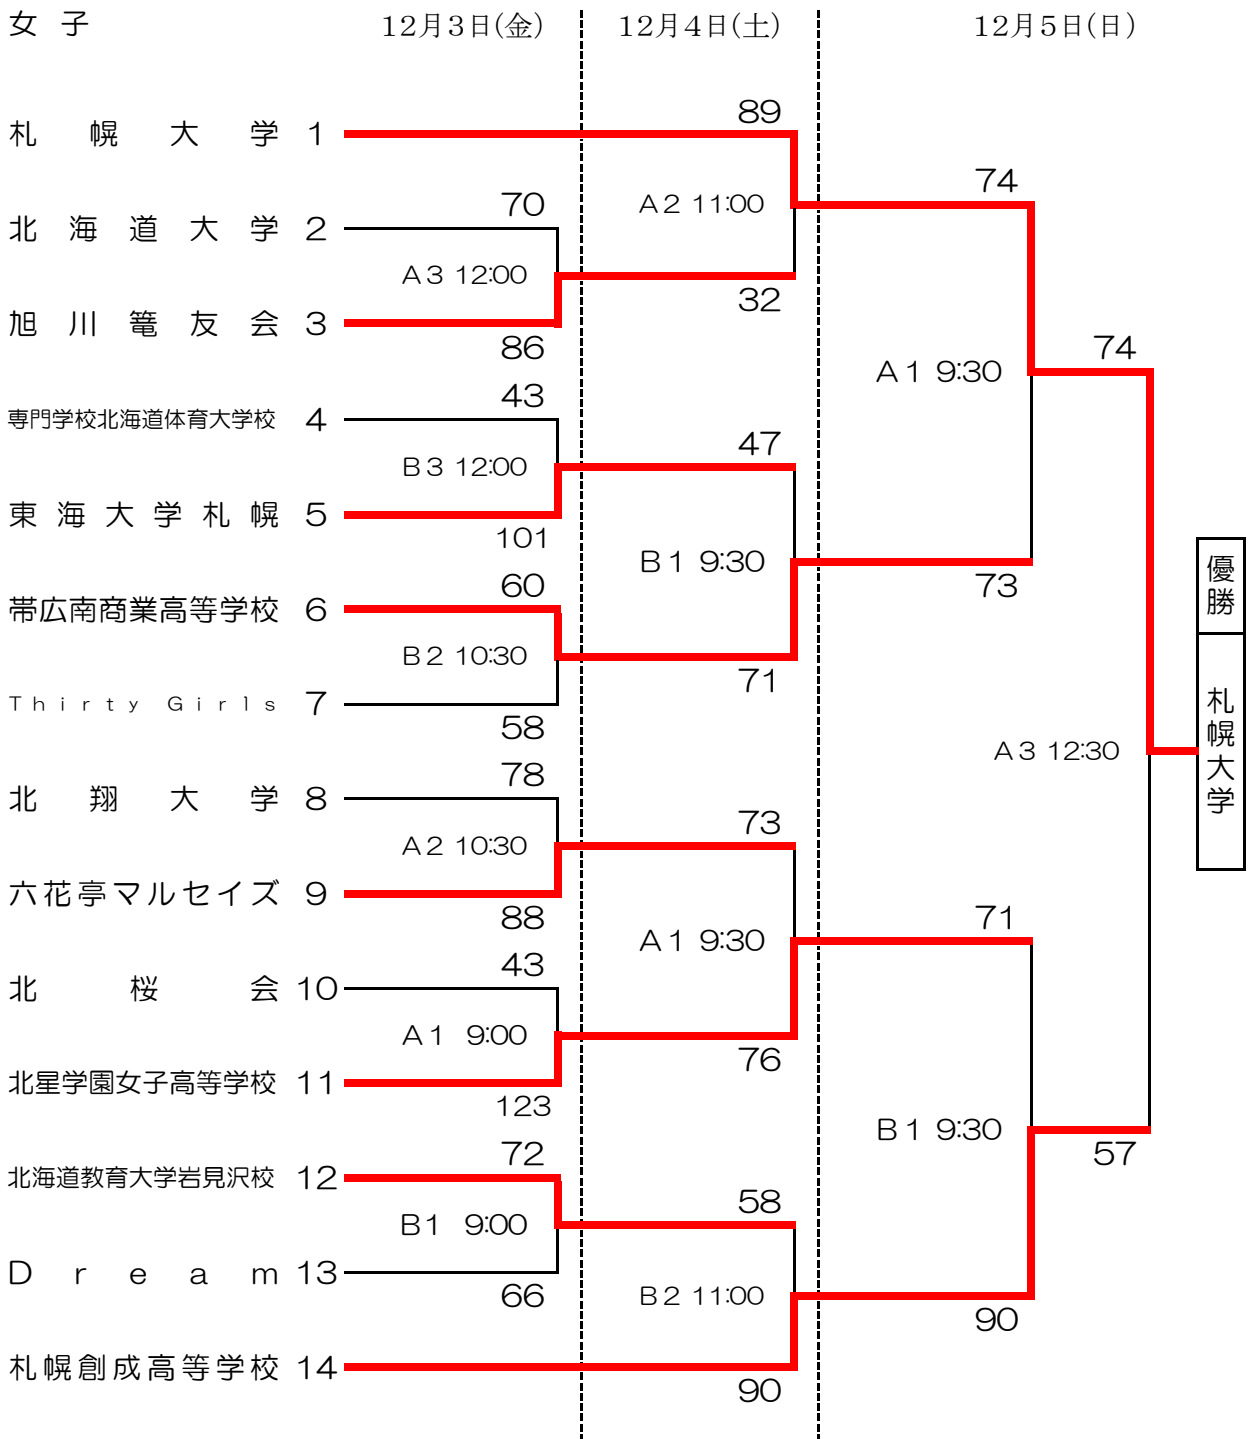 女子 12月3日(金) 12月4日(土) 12月5日(日)
89
札幌大学 1
74
70
A2 11:00
北海道大学 2
A3 12:00
32
旭川篭友会 3
86
74
A1 9:30
43
専門学校北海道体育大学校 4
47
B3 12:00
東海大学札幌 5
101
B1 9:30
60
73
帯広南商業高等学校 6
B2 10:30
71
Thirty Girls 7
58
優勝
札幌大学
A3 12:30
78
北翔大学 8
73
A2 10:30
六花亭マルセイズ 9
88
71
A1 9:30
43
北桜会 10
A1 9:00
76
北星学園女子高等学校 11
123
B1 9:30
72
57
北海道教育大学岩見沢校 12
58
B1 9:00
Dream 13
66
B2 11:00
90
札幌創成高等学校 14
90